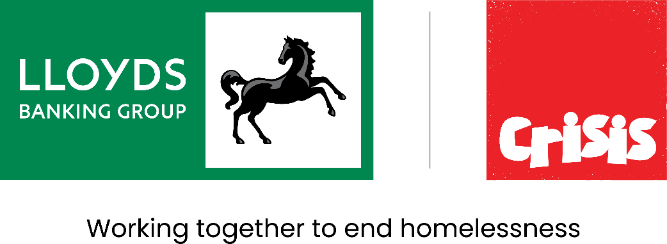 LLOYDS
BANKING GROUP
Crisis
Working together to end homelessness